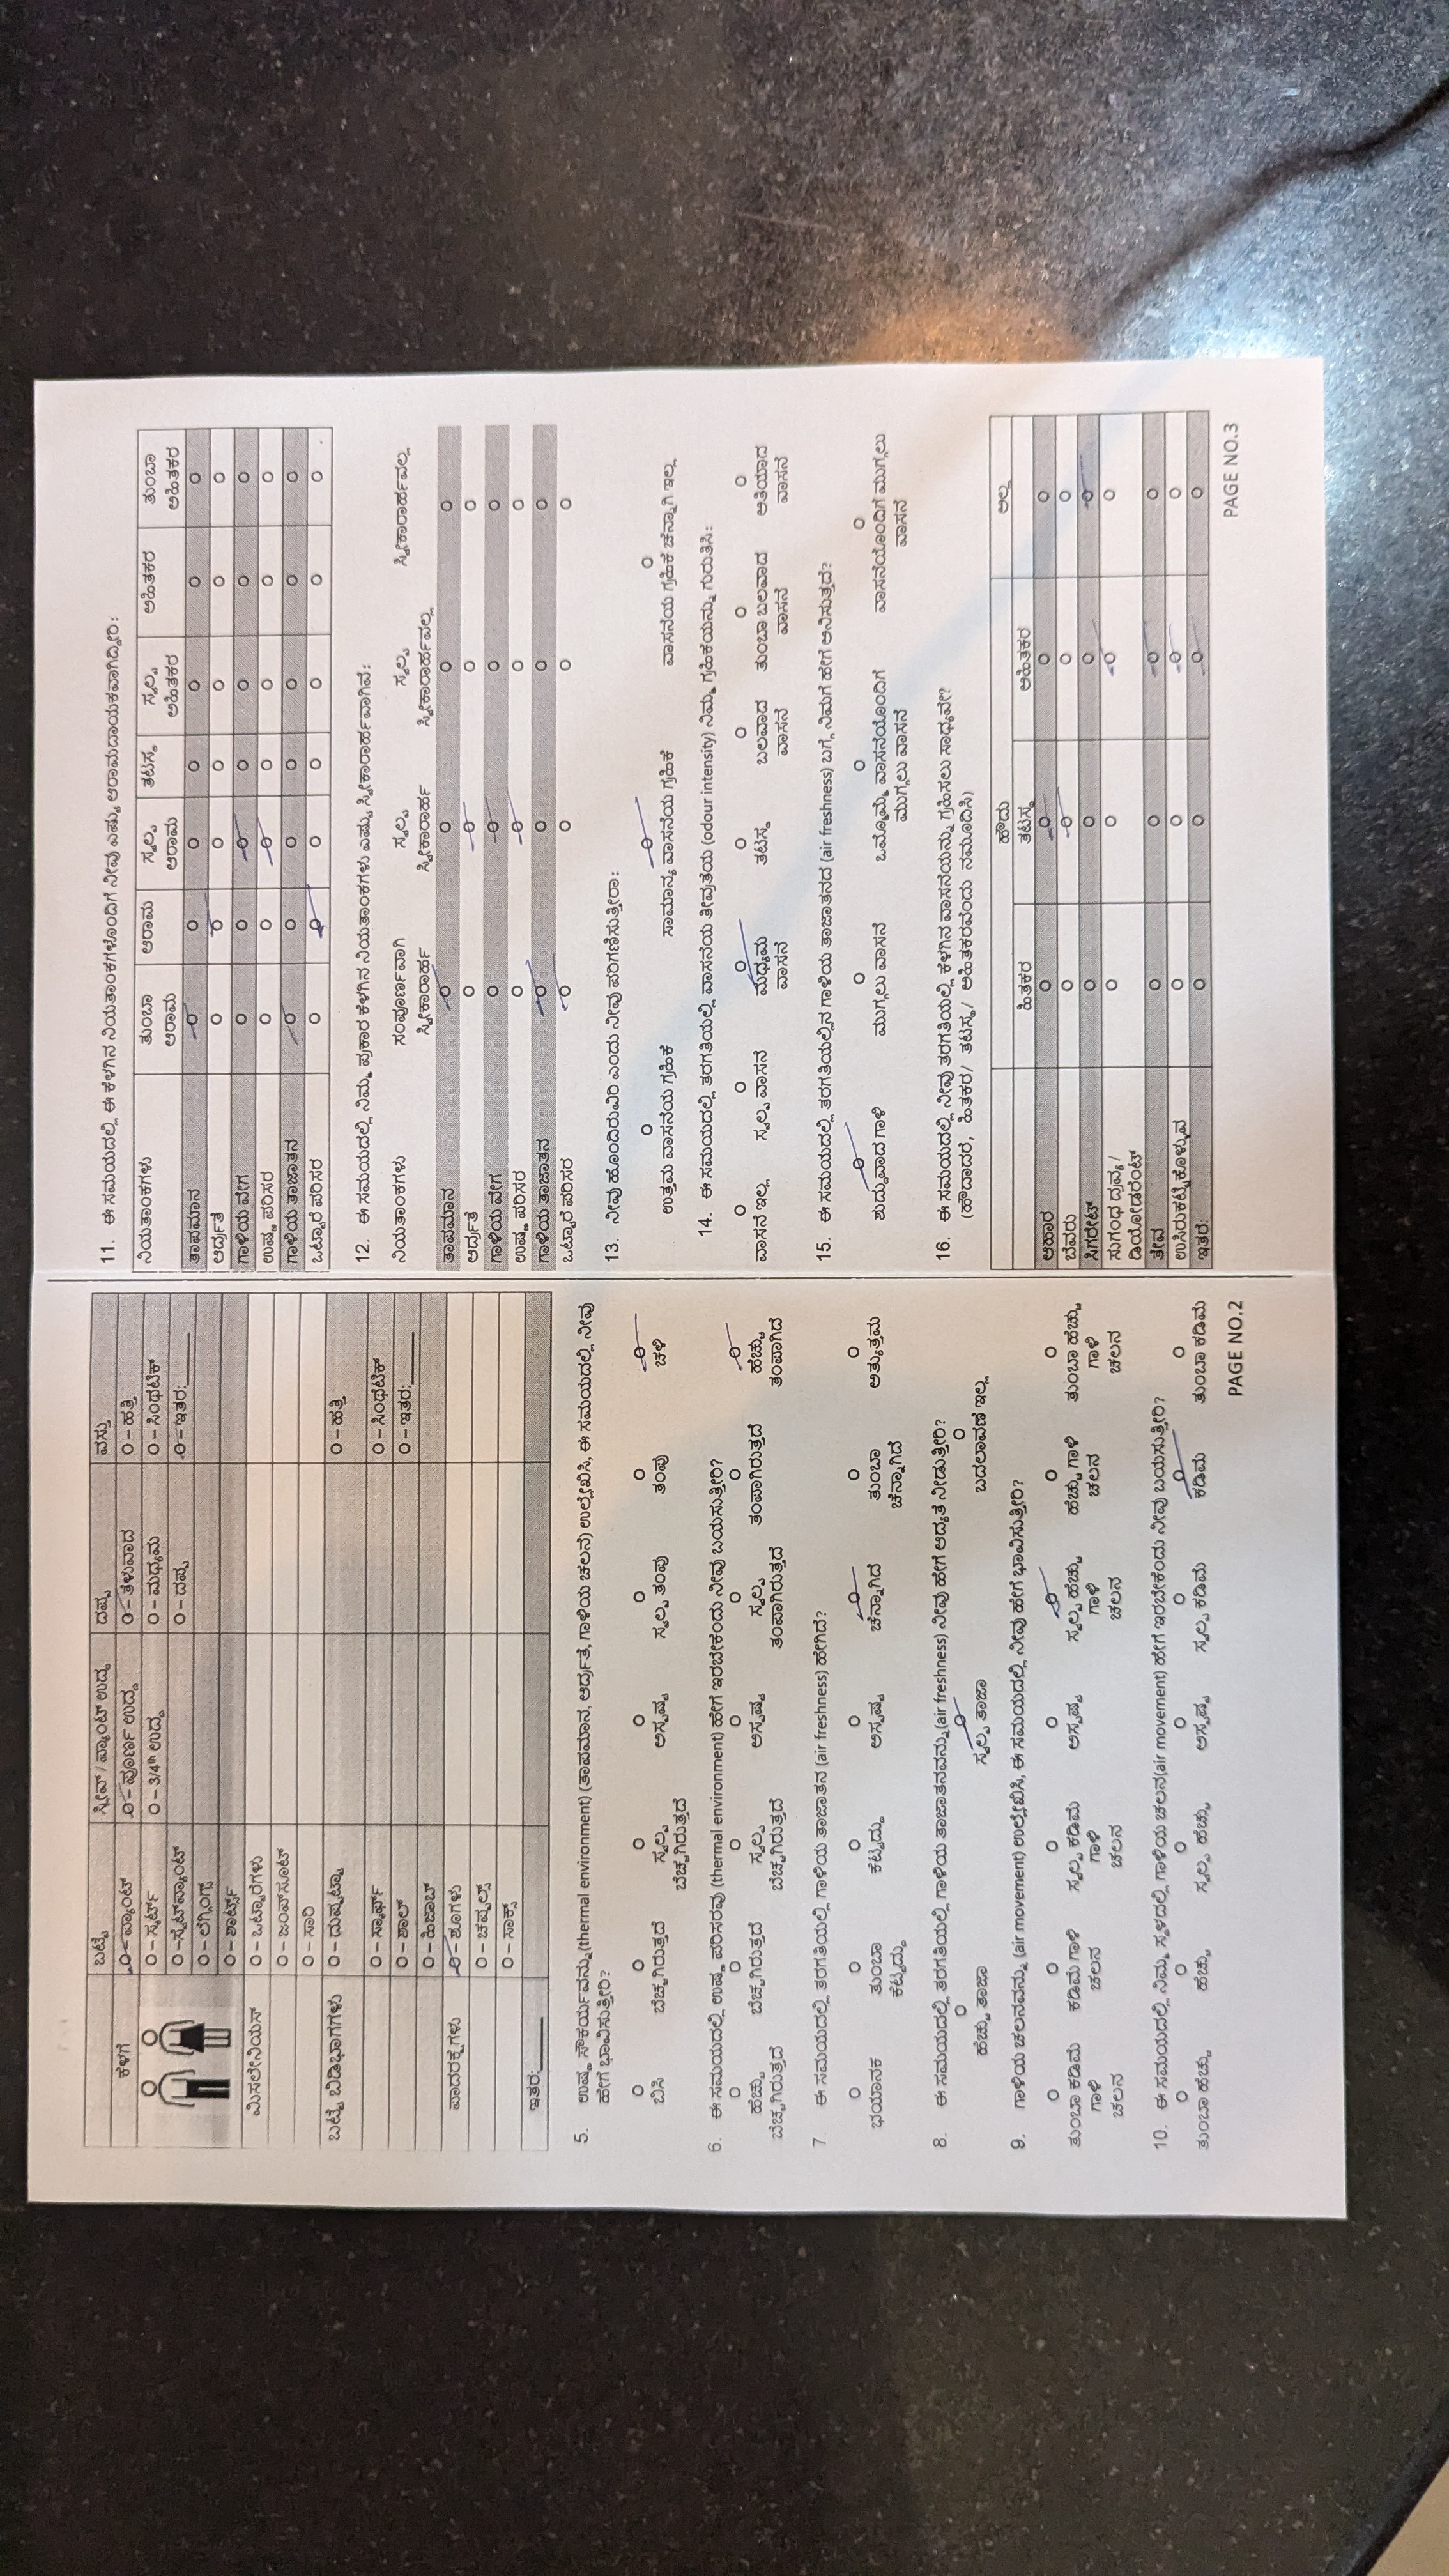 ಬಟ್ಟೆ ಸ್ಲೀವ್ / ಪ್ಯಾಂಟ್ ಉದ್ದ ದಪ್ಪ ವಸ್ತು
ಕೆಳಗೆ O – ಪ್ಯಾಂಟ್ O – ಪೂರ್ಣ ಉದ್ದ O – ತೆಳುವಾದ O – ಹತ್ತಿ
O – ಸ್ಕರ್ಟ್ O – 3/4th ಉದ್ದ O – ಮಧ್ಯಮ O – ಸಿಂಥೆಟಿಕ್
O –ಸ್ವೆಟ್‌ಪ್ಯಾಂಟ್ O – ದಪ್ಪ O – ಇತರ:____
O – ಲೆಗ್ಗಿಂಗ್ಸ್
O – ಶಾರ್ಟ್ಸ್
ಮಿಸಲೇನಿಯಸ್ O – ಒಟ್ಟಾರೆಗಳು
O – ಜಂಪ್‌ಸೂಟ್
O – ಸಾರಿ
ಬಟ್ಟೆ ಬಿಡಿಭಾಗಗಳು O – ದುಪ್ಪಟ್ಟಾ O – ಹತ್ತಿ
O – ಸ್ಕಾರ್ಫ್ O – ಸಿಂಥೆಟಿಕ್
O – ಶಾಲ್ O – ಇತರ:____
O – ಹಿಜಾಬ್
ಪಾದರಕ್ಷೆಗಳು O – ಶೂಗಳು
O – ಚಪ್ಪಲ್ಸ್
O – ಸಾಕ್ಸ್
ಇತರ:____
5. ಉಷ್ಣ ಸೌಕರ್ಯವನ್ನು (thermal environment) (ತಾಪಮಾನ, ಆರ್ದ್ರತೆ, ಗಾಳಿಯ ಚಲನ) ಉಲ್ಲೇಖಿಸಿ, ಈ ಸಮಯದಲ್ಲಿ ನೀವು
ಹೇಗೆ ಭಾವಿಸುತ್ತೀರಿ?
O O O O O O O
ಬಿಸಿ ಬೆಚ್ಚಗಿರುತ್ತದೆ ಸ್ವಲ್ಪ ಅಸ್ಪಷ್ಟ ಸ್ವಲ್ಪ ತಂಪು ತಂಪು ಚಳಿ
ಬೆಚ್ಚಗಿರುತ್ತದೆ
6. ಈ ಸಮಯದಲ್ಲಿ ಉಷ್ಣ ಪರಿಸರವು (thermal environment) ಹೇಗೆ ಇರಬೇಕೆಂದು ನೀವು ಬಯಸುತ್ತೀರಿ?
O O O O O O O
ಹೆಚ್ಚು ಬೆಚ್ಚಗಿರುತ್ತದೆ ಸ್ವಲ್ಪ ಅಸ್ಪಷ್ಟ ಸ್ವಲ್ಪ ತಂಪಾಗಿರುತ್ತದೆ ಹೆಚ್ಚು
ಬೆಚ್ಚಗಿರುತ್ತದೆ ಬೆಚ್ಚಗಿರುತ್ತದೆ ತಂಪಾಗಿರುತ್ತದೆ ತಂಪಾಗಿದೆ
7 ಈ ಸಮಯದಲ್ಲಿ ತರಗತಿಯಲ್ಲಿ ಗಾಳಿಯ ತಾಜಾತನ (air freshness) ಹೇಗಿದೆ?
O O O O O O O
ಭಯಾನಕ ತುಂಬಾ ಕೆಟ್ಟದ್ದು ಅಸ್ಪಷ್ಟ ಚೆನ್ನಾಗಿದೆ ತುಂಬಾ ಅತ್ಯುತ್ತಮ
ಕೆಟ್ಟದ್ದು ಚೆನ್ನಾಗಿದೆ
8. ಈ ಸಮಯದಲ್ಲಿ ತರಗತಿಯಲ್ಲಿ ಗಾಳಿಯ ತಾಜಾತನವನ್ನು (air freshness) ನೀವು ಹೇಗೆ ಆದ್ಯತೆ ನೀಡುತ್ತೀರಿ?
O O O
ಹೆಚ್ಚು ತಾಜಾ ಸ್ವಲ್ಪ ತಾಜಾ ಬದಲಾವಣೆ ಇಲ್ಲ
9. ಗಾಳಿಯ ಚಲನವನ್ನು (air movement) ಉಲ್ಲೇಖಿಸಿ, ಈ ಸಮಯದಲ್ಲಿ ನೀವು ಹೇಗೆ ಭಾವಿಸುತ್ತೀರಿ?
O O O O O O O
ತುಂಬಾ ಕಡಿಮೆ ಕಡಿಮೆ ಗಾಳಿ ಸ್ವಲ್ಪ ಕಡಿಮೆ ಅಸ್ಪಷ್ಟ ಸ್ವಲ್ಪ ಹೆಚ್ಚು ಹೆಚ್ಚು ಗಾಳಿ ತುಂಬಾ ಹೆಚ್ಚು
ಗಾಳಿ ಚಲನ ಗಾಳಿ ಗಾಳಿ ಚಲನ ಗಾಳಿ
ಚಲನ ಚಲನ ಚಲನ ಚಲನ
10. ಈ ಸಮಯದಲ್ಲಿ ನಿಮ್ಮ ಸ್ಥಳದಲ್ಲಿ ಗಾಳಿಯ ಚಲನ(air movement) ಹೇಗೆ ಇರಬೇಕೆಂದು ನೀವು ಬಯಸುತ್ತೀರಿ?
O O O O O O O
ತುಂಬಾ ಹೆಚ್ಚು ಹೆಚ್ಚು ಸ್ವಲ್ಪ ಹೆಚ್ಚು ಅಸ್ಪಷ್ಟ ಸ್ವಲ್ಪ ಕಡಿಮೆ ಕಡಿಮೆ ತುಂಬಾ ಕಡಿಮೆ
PAGE NO.2
11. ಈ ಸಮಯದಲ್ಲಿ, ಈ ಕೆಳಗಿನ ನಿಯತಾಂಕಗಳೊಂದಿಗೆ ನೀವು ಎಷ್ಟು ಆರಾಮದಾಯಕವಾಗಿದ್ದೀರಿ:
ನಿಯತಾಂಕಗಳು ತುಂಬಾ ಆರಾಮ ಸ್ವಲ್ಪ ತಟಸ್ಥ ಸ್ವಲ್ಪ ಅಹಿತಕರ ತುಂಬಾ
ಆರಾಮ ಆರಾಮ ಅಹಿತಕರ ಅಹಿತಕರ
ತಾಪಮಾನ O O O O O O O
ಆರ್ದ್ರತೆ O O O O O O O
ಗಾಳಿಯ ವೇಗ O O O O O O O
ಉಷ್ಣ ಪರಿಸರ O O O O O O O
ಗಾಳಿಯ ತಾಜಾತನ O O O O O O O
ಒಟ್ಟಾರೆ ಪರಿಸರ O O O O O O O
12. ಈ ಸಮಯದಲ್ಲಿ ನಿಮ್ಮ ಪ್ರಕಾರ ಕೆಳಗಿನ ನಿಯತಾಂಕಗಳು ಎಷ್ಟು ಸ್ವೀಕಾರಾರ್ಹವಾಗಿವೆ:
ನಿಯತಾಂಕಗಳು ಸಂಪೂರ್ಣವಾಗಿ ಸ್ವಲ್ಪ ಸ್ವಲ್ಪ ಸ್ವೀಕಾರಾರ್ಹವಲ್ಲ
ಸ್ವೀಕಾರಾರ್ಹ ಸ್ವೀಕಾರಾರ್ಹ ಸ್ವೀಕಾರಾರ್ಹವಲ್ಲ
ತಾಪಮಾನ O O O O
ಆರ್ದ್ರತೆ O O O O
ಗಾಳಿಯ ವೇಗ O O O O
ಉಷ್ಣ ಪರಿಸರ O O O O
ಗಾಳಿಯ ತಾಜಾತನ O O O O
ಒಟ್ಟಾರೆ ಪರಿಸರ O O O O
13. ನೀವು ಹೊಂದಿರುವಿರಿ ಎಂದು ನೀವು ಪರಿಗಣಿಸುತ್ತೀರಾ:
O O O
ಉತ್ತಮ ವಾಸನೆಯ ಗ್ರಹಿಕೆ ಸಾಮಾನ್ಯ ವಾಸನೆಯ ಗ್ರಹಿಕೆ ವಾಸನೆಯ ಗ್ರಹಿಕೆ ಚೆನ್ನಾಗಿ ಇಲ್ಲ
14. ಈ ಸಮಯದಲ್ಲಿ, ತರಗತಿಯಲ್ಲಿ ವಾಸನೆಯ ತೀವ್ರತೆಯ (odour intensity) ನಿಮ್ಮ ಗ್ರಹಿಕೆಯನ್ನು ಗುರುತಿಸಿ:
O O O O O O O
ವಾಸನೆ ಇಲ್ಲ ಸ್ವಲ್ಪ ವಾಸನೆ ಮಧ್ಯಮ ತಟಸ್ಥ ಬಲವಾದ ತುಂಬಾ ಬಲವಾದ ಅತಿಯಾದ
ವಾಸನೆ ವಾಸನೆ ವಾಸನೆ ವಾಸನೆ
15. ಈ ಸಮಯದಲ್ಲಿ ತರಗತಿಯಲ್ಲಿನ ಗಾಳಿಯ ತಾಜಾತನದ (air freshness) ಬಗ್ಗೆ ನಿಮಗೆ ಹೇಗೆ ಅನಿಸುತ್ತದೆ?
O O O O
ಶುದ್ಧವಾದ ಗಾಳಿ ಮುಗ್ಗಲು ವಾಸನೆ ಒಮ್ಮೊಮ್ಮೆ ವಾಸನೆಯೊಂದಿಗೆ ವಾಸನೆಯೊಂದಿಗೆ ಮುಗ್ಗಲು
ಮುಗ್ಗಲು ವಾಸನೆ ವಾಸನೆ
16. ಈ ಸಮಯದಲ್ಲಿ ನೀವು ತರಗತಿಯಲ್ಲಿ ಕೆಳಗಿನ ವಾಸನೆಯನ್ನು ಗ್ರಹಿಸಲು ಸಾಧ್ಯವೇ?
(ಹೌದಾದರೆ, ಹಿತಕರ/ ತಟಸ್ಥ/ ಅಹಿತಕರವೆಂದು ನಮೂದಿಸಿ)
ಹೌದು ಅಲ್ಲ
ಹಿತಕರ ತಟಸ್ಥ ಅಹಿತಕರ
ಆಹಾರ O O O O
ಬೆವರು O O O O
ಸಿಗರೇಟ್ O O O O
ಸುಗಂಧ ದ್ರವ್ಯ / O O O O
ಡಿಯೋಡರೆಂಟ್
ತೇವ O O O O
ಉಸಿರುಕಟ್ಟಿಕೊಳ್ಳುವ O O O O
ಇತರ: O O O O
PAGE NO.3